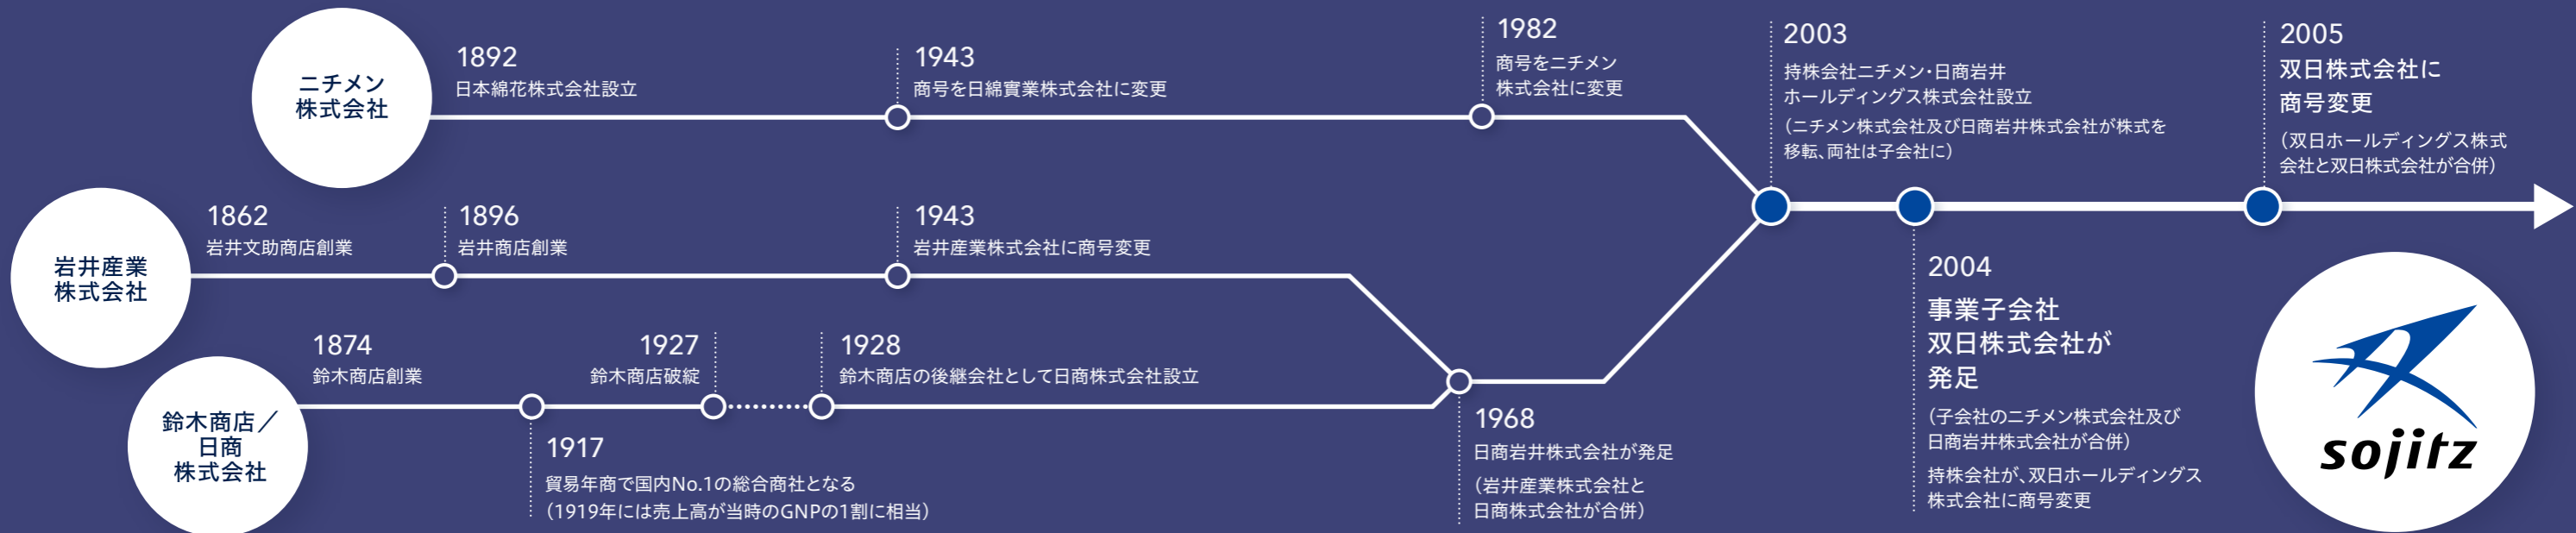 ニチメン
株式会社
1892
日本綿花株式会社設立
1943
商号を日綿實業株式会社に変更
1982
商号をニチメン
株式会社に変更
岩井産業
株式会社
1862
岩井文助商店創業
1896
岩井商店創業
1943
岩井産業株式会社に商号変更
鈴木商店／
日商
株式会社
1874
鈴木商店創業
1917
貿易年商で国内No.1の総合商社となる
（1919年には売上高が当時のGNPの1割に相当）
1927
鈴木商店破綻
1928
鈴木商店の後継会社として日商株式会社設立
1968
日商岩井株式会社が発足
（岩井産業株式会社と
日商株式会社が合併）
2003
持株会社ニチメン・日商岩井
ホールディングス株式会社設立
（ニチメン株式会社及び日商岩井株式会社が株式を
移転、両社は子会社に）
2004
事業子会社
双日株式会社が
発足
（子会社のニチメン株式会社及び
日商岩井株式会社が合併）
持株会社が、双日ホールディングス
株式会社に商号変更
2005
双日株式会社に
商号変更
（双日ホールディングス株式
会社と双日株式会社が合併）
sojitz